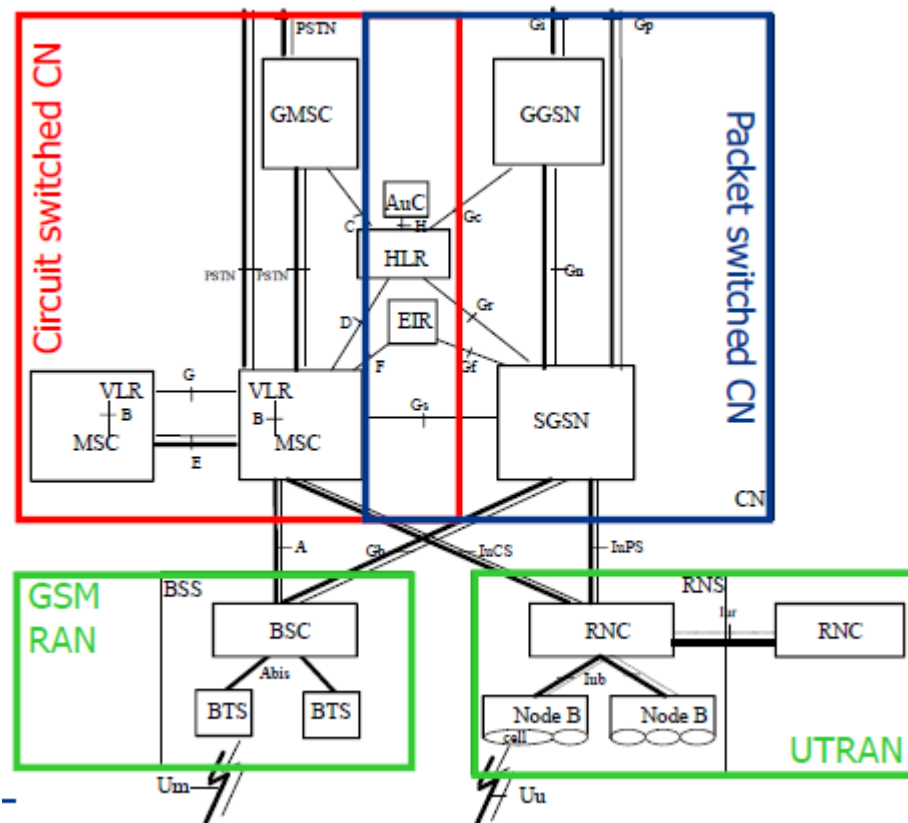 PSTN
Gi
Gp
Circuit switched CN
Packet switched CN
GMSC
GGSN
AuC
C
H
Gc
HLR
PSTN
PSTN
Gn
Gr
D
EIR
F
Gf
VLR
G
VLR
B
B
Gs
MSC
MSC
SGSN
E
CN
A
Gb
IuCS
IuPS
GSM
RAN
BSS
RNS
BSC
RNC
Iur
RNC
Abis
Iub
BTS
BTS
Node B
Node B
cell
UTRAN
Um
Uu